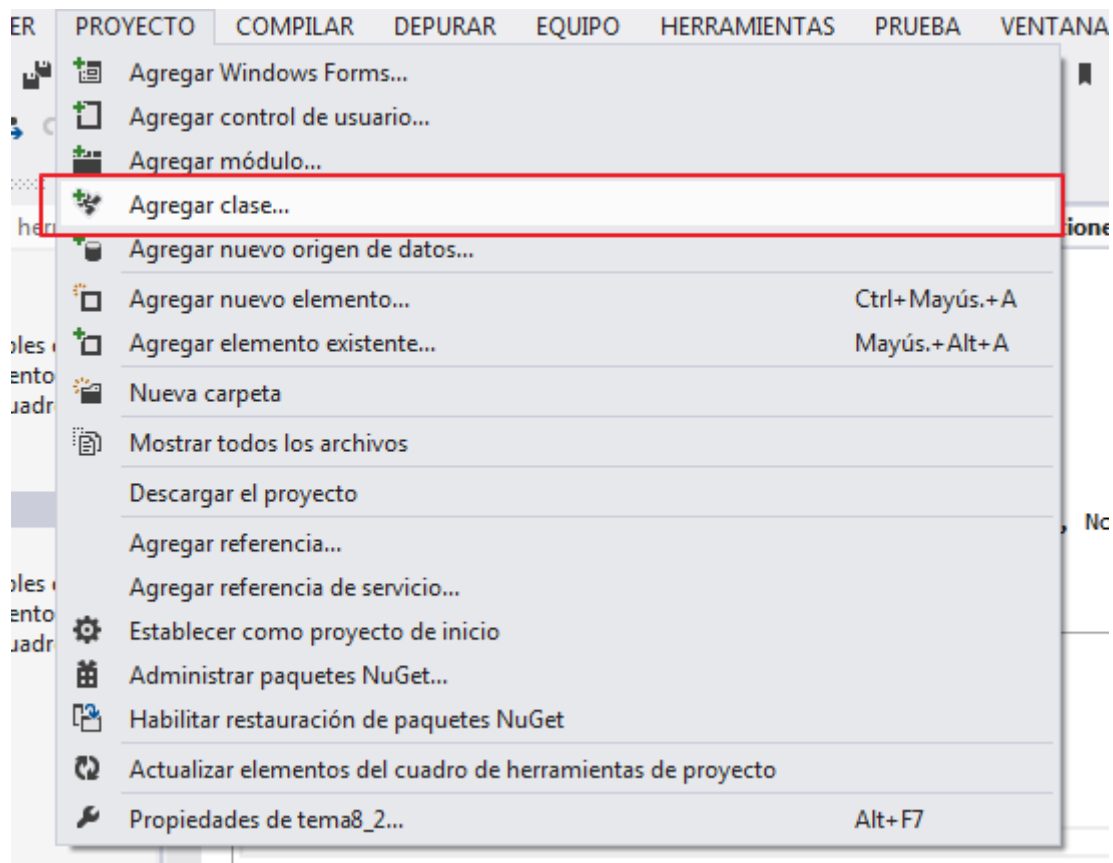 ER PROYECTO COMPILAR DEPURAR EQUIPO HERRAMIENTAS PRUEBA VENTANA
Agregar Windows Forms...
Agregar control de usuario...
Agregar módulo...
Agregar clase...
Agregar nuevo origen de datos...
Agregar nuevo elemento... Ctrl+Mayús.+A
Agregar elemento existente... Mayús.+Alt+A
Nueva carpeta
Mostrar todos los archivos
Descargar el proyecto
Agregar referencia...
Agregar referencia de servicio...
Establecer como proyecto de inicio
Administrar paquetes NuGet...
Habilitar restauración de paquetes NuGet
Actualizar elementos del cuadro de herramientas de proyecto
Propiedades de tema8_2... Alt+F7